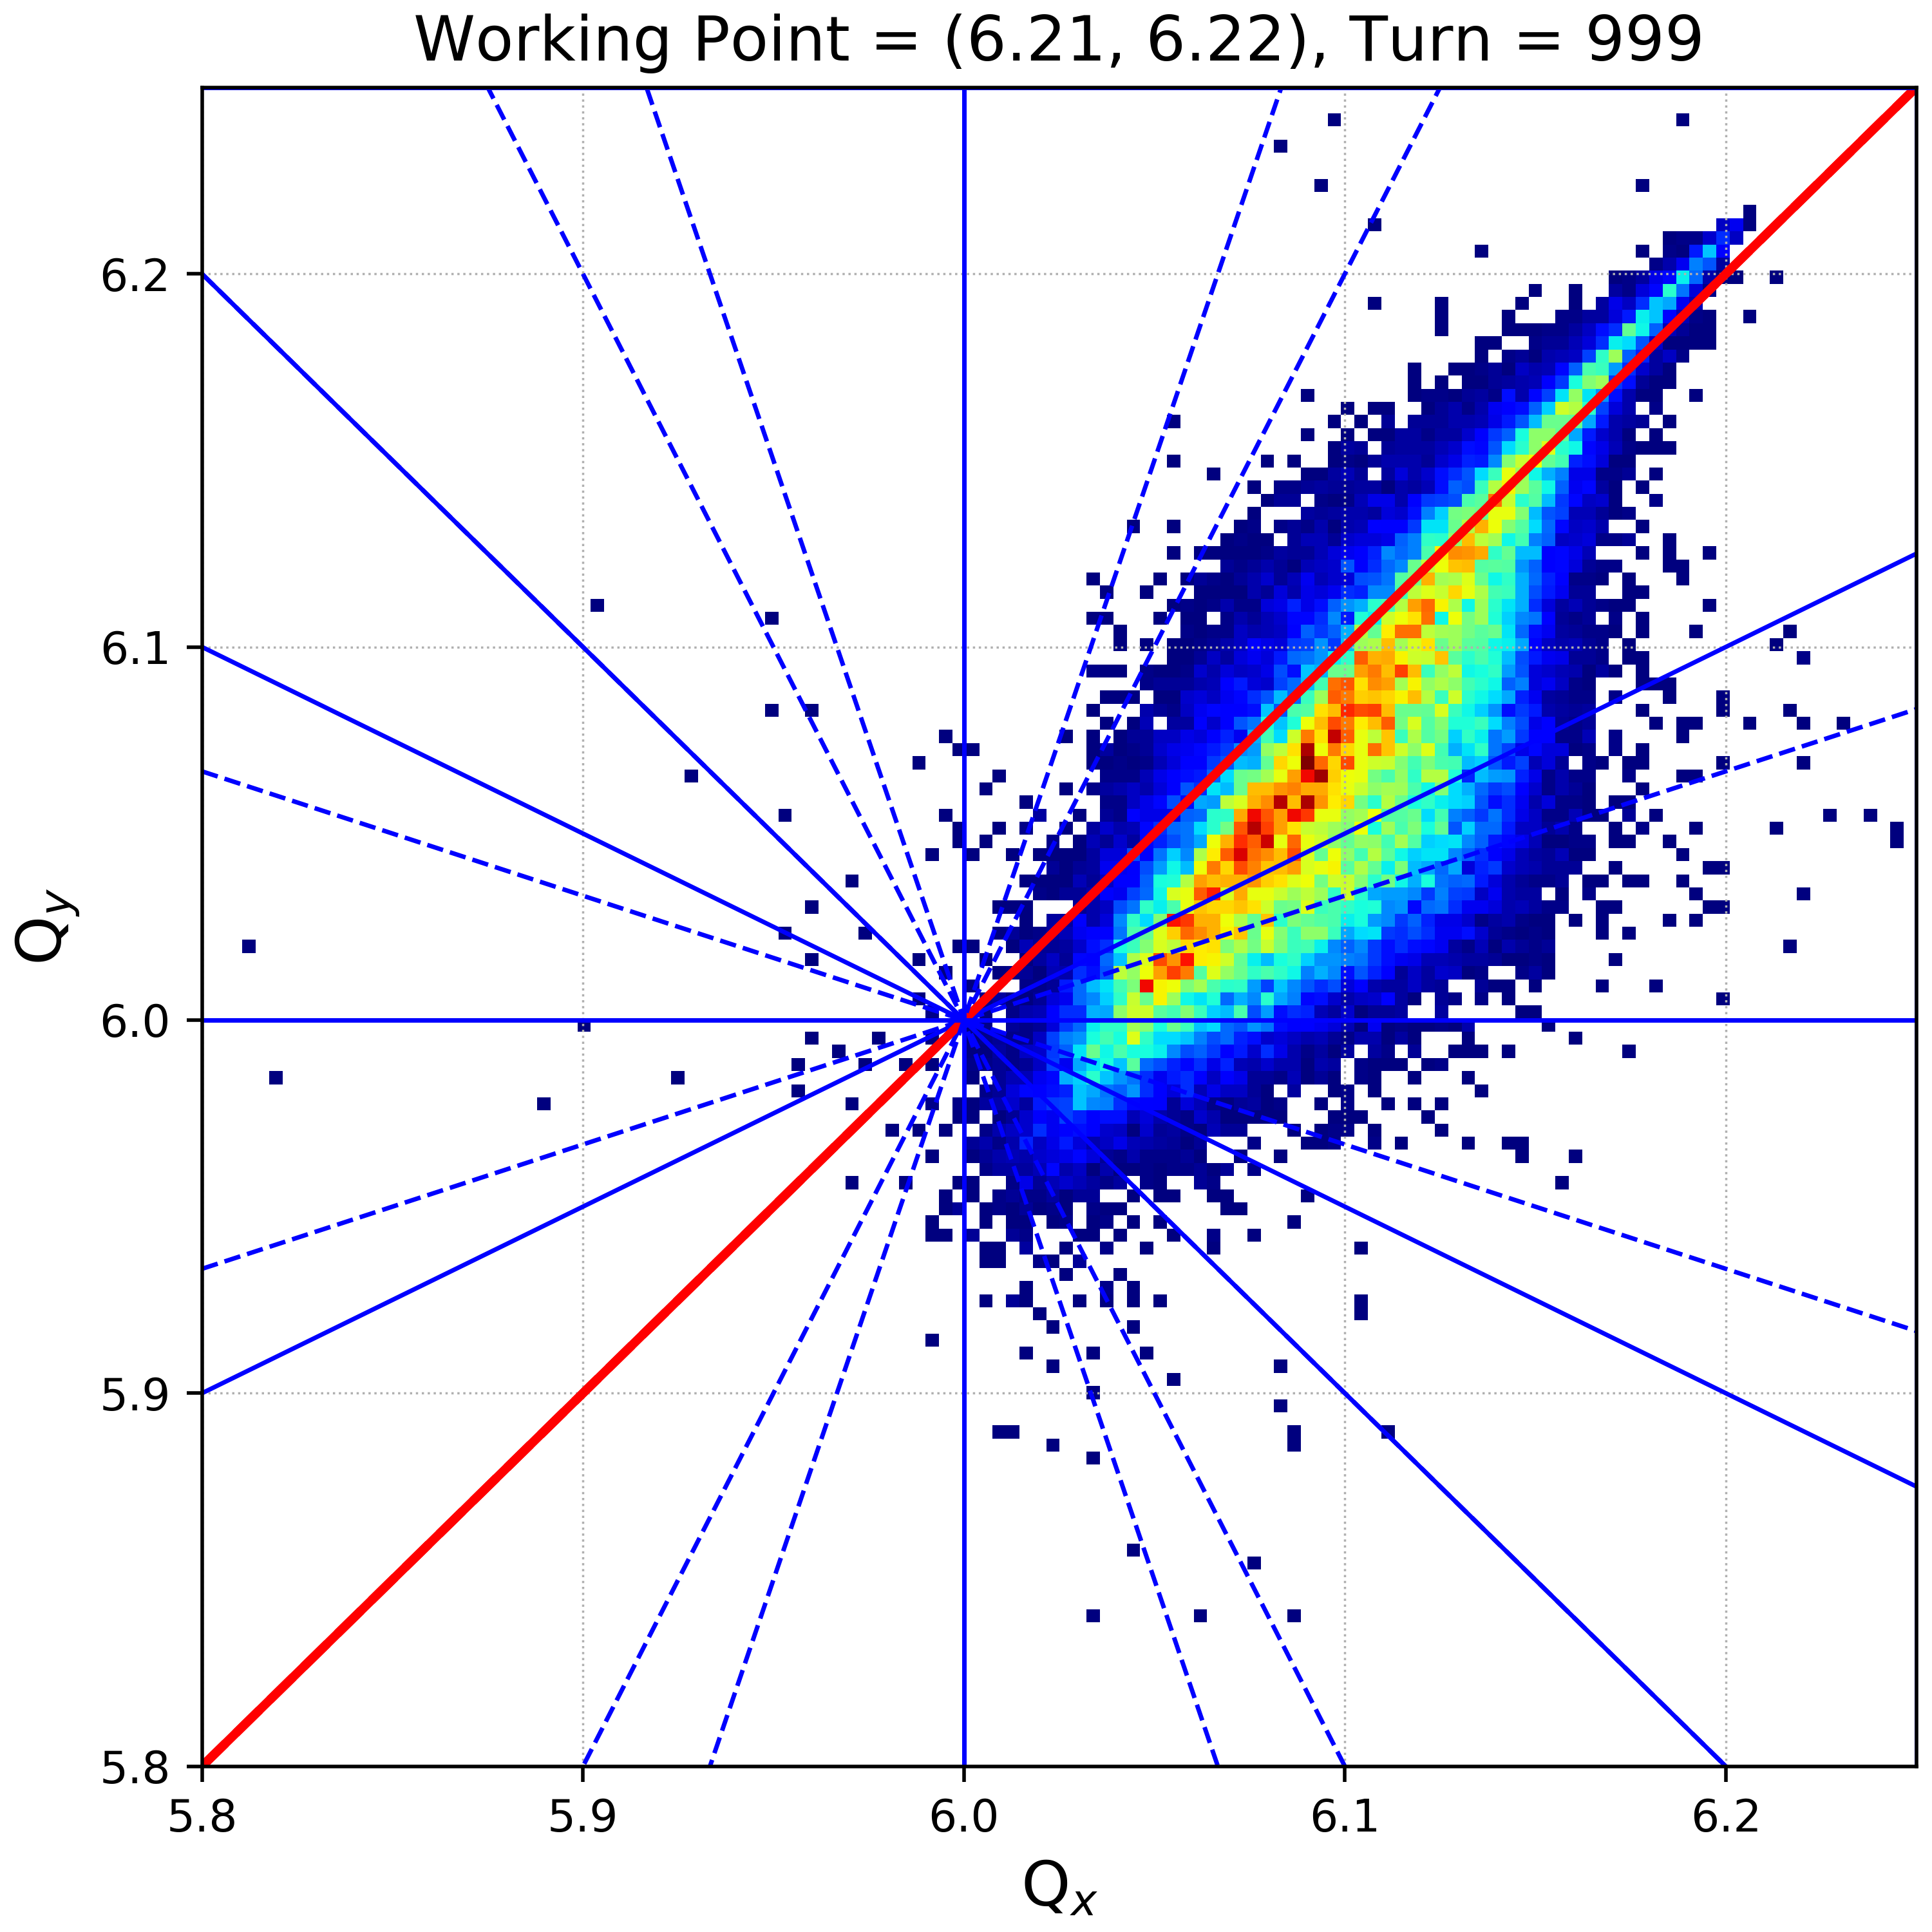 Working Point = (6.21, 6.22), Turn = 999
6.2
6.1
6.0
5.9
5.8
Qy
5.8 5.9 6.0 6.1 6.2
Qx